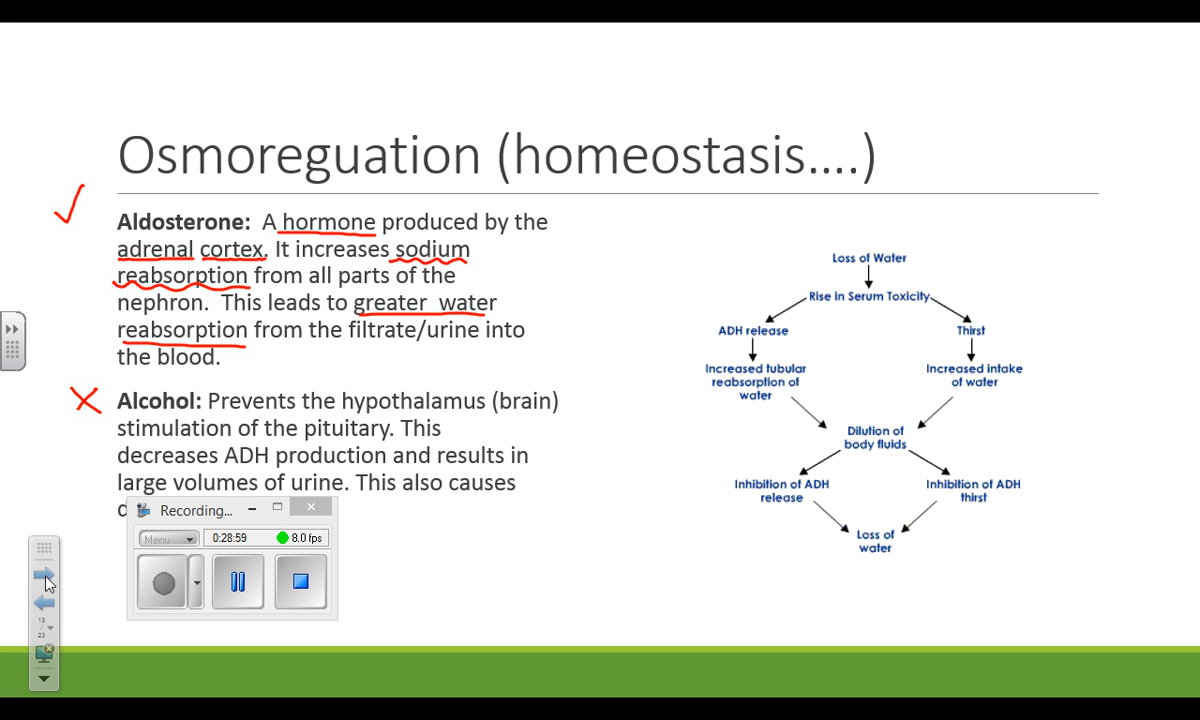 Osmoreguation (homeostasis....)
Aldosterone: A hormone produced by the
adrenal cortex. It increases sodium
reabsorption from all parts of the
nephron. This leads to greater water
reabsorption from the filtrate/urine into
the blood.
Alcohol: Prevents the hypothalamus (brain)
stimulation of the pituitary. This
decreases ADH production and results in
large volumes of urine. This also causes
Recording...
Menu 0:28:59 8.0 fps
13
/
23
Loss of Water
Rise in Serum Toxicity
ADH release
Thirst
Increased tubular
reabsorption of
water
Increased intake
of water
Dilution of
body fluids
Inhibition of ADH
release
Inhibition of ADH
thirst
Loss of
water